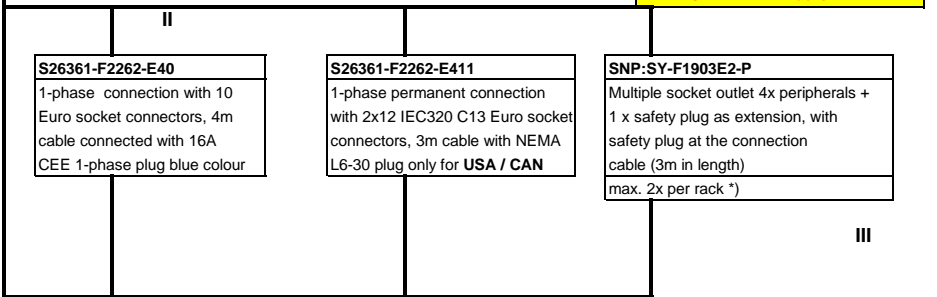 II
S26361-F2262-E40
1-phase connection with 10
Euro socket connectors, 4m
cable connected with 16A
CEE 1-phase plug blue colour
S26361-F2262-E411
1-phase permanent connection
with 2x12 IEC320 C13 Euro socket
connectors, 3m cable with NEMA
L6-30 plug only for USA / CAN
SNP:SY-F1903E2-P
Multiple socket outlet 4x peripherals +
1 x safety plug as extension, with
safety plug at the connection
cable (3m in length)
max. 2x per rack *)
III